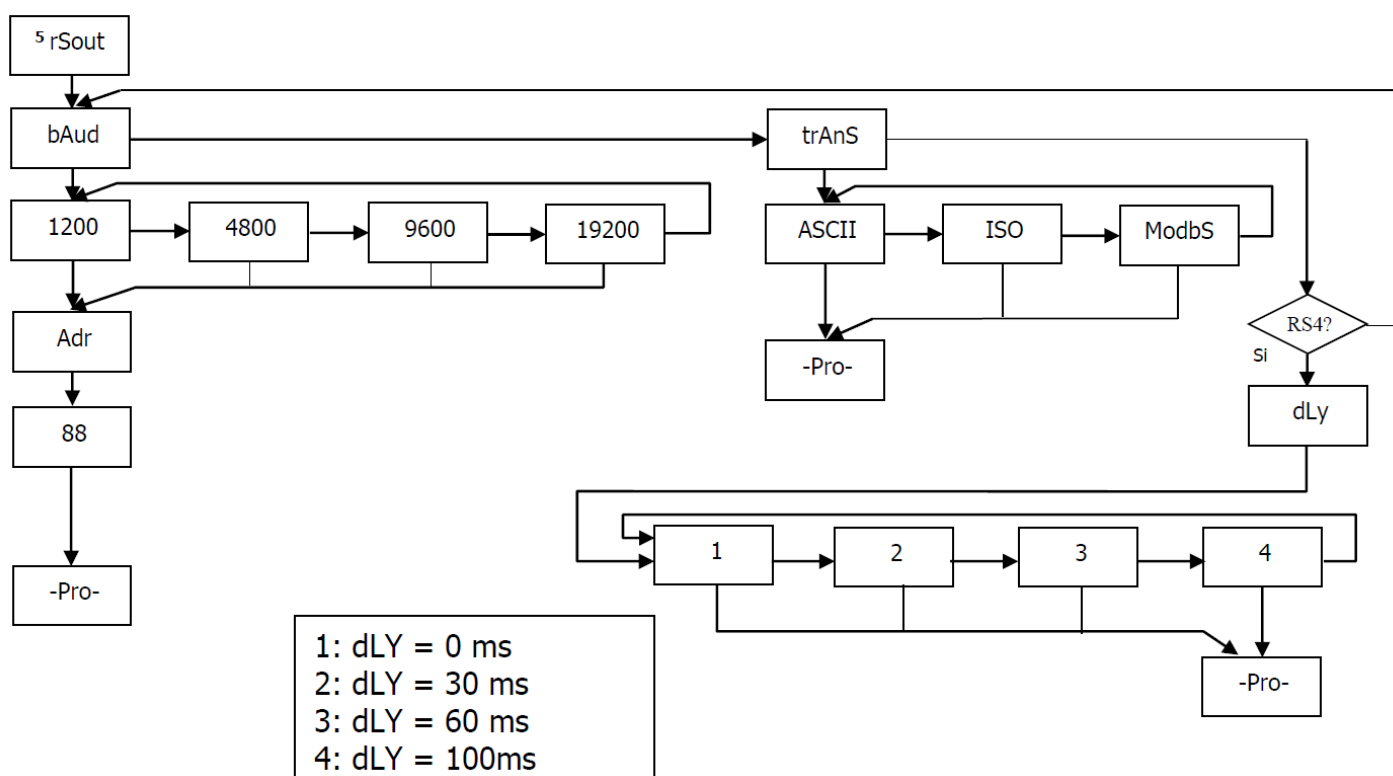 5 rSout
bAud
trAnS
1200
4800
9600
19200
ASCII
ISO
ModbS
Adr
RS4?
Si
-Pro-
dLy
88
1
2
3
4
-Pro-
-Pro-
1: dLY = 0 ms
2: dLY = 30 ms
3: dLY = 60 ms
4: dLY = 100ms